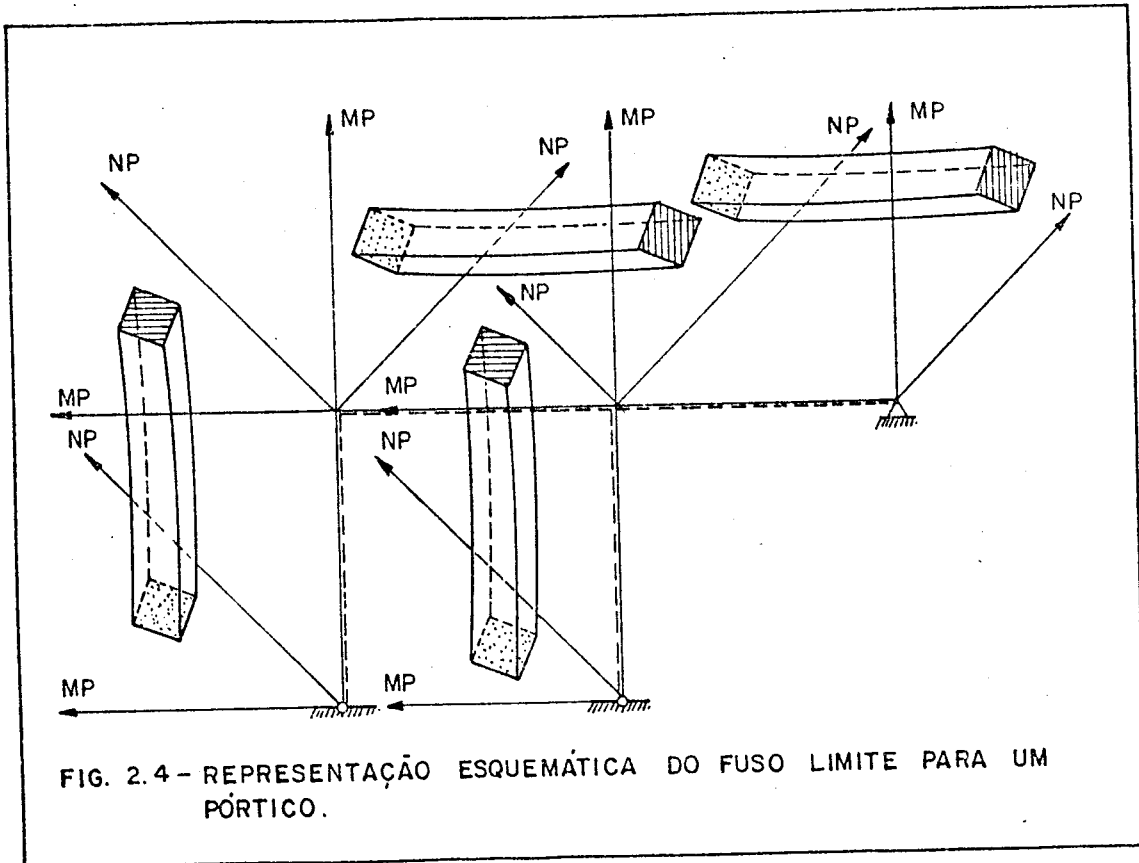 MP
MP
MP
NP
NP
NP
NP
NP
MP
MP
NP
NP
MP
MP
FIG. 2.4 - REPRESENTAÇÃO ESQUEMÁTICA DO FUSO LIMITE PARA UM
PÓRTICO.